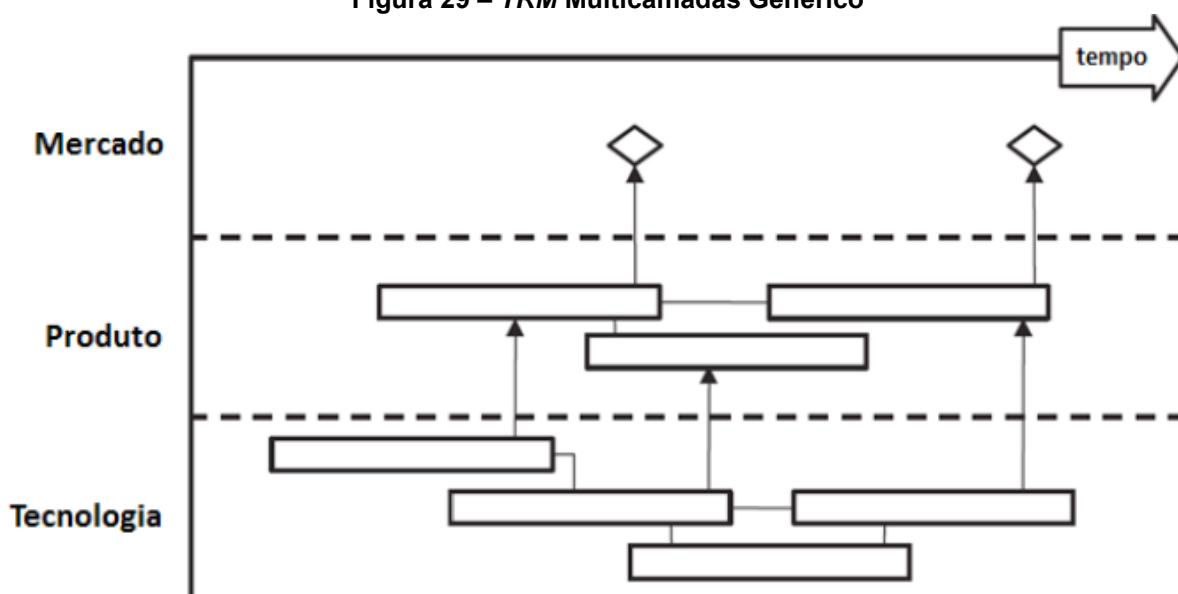 Figura 29 – TRM Multicamadas Genérico
tempo
Mercado
Produto
Tecnologia